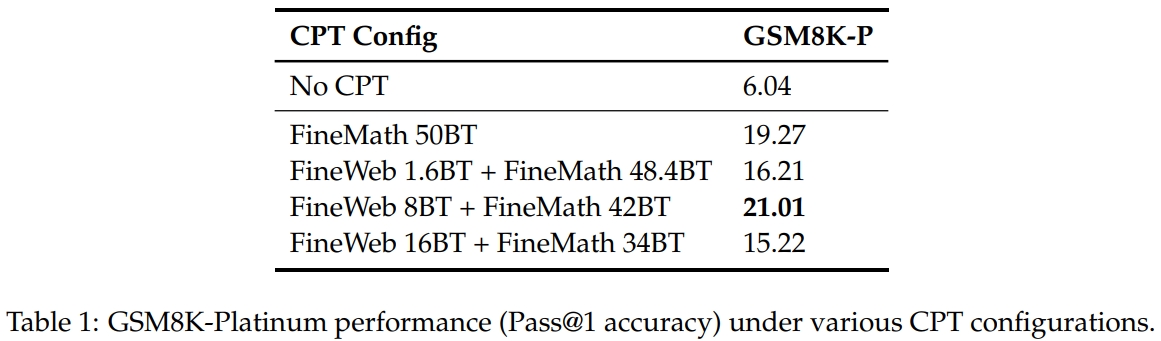 CPT Config GSM8K-P
No CPT 6.04
FineMath 50BT 19.27
FineWeb 1.6BT + FineMath 48.4BT 16.21
FineWeb 8BT + FineMath 42BT 21.01
FineWeb 16BT + FineMath 34BT 15.22
Table 1: GSM8K-Platinum performance (Pass@1 accuracy) under various CPT configurations.